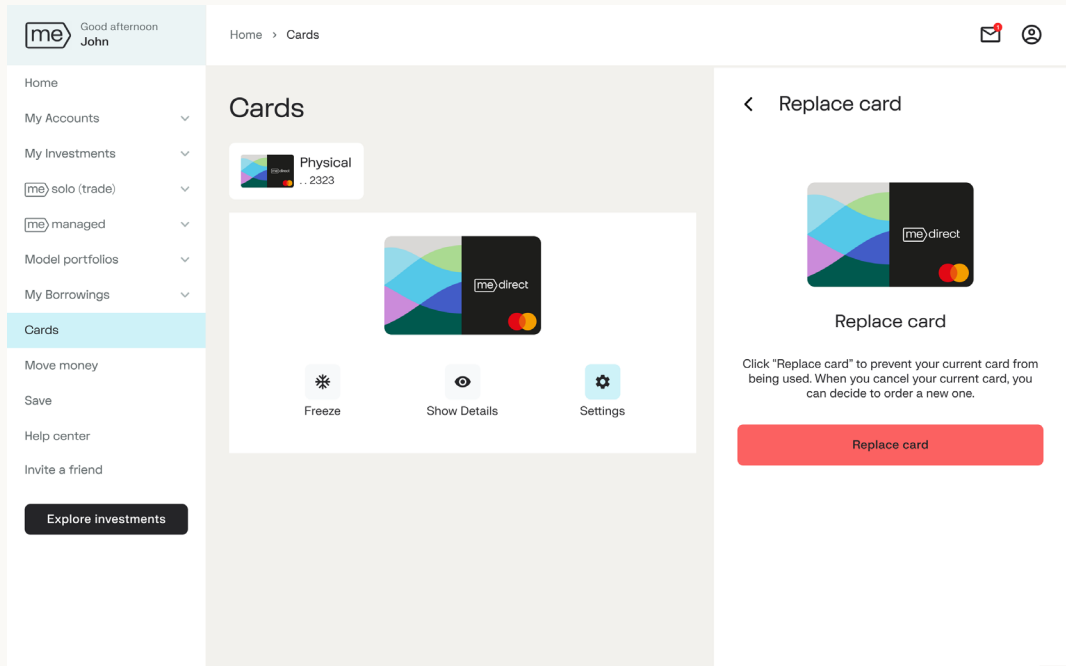 me
Good afternoon
John
Home > Cards
1
Home
My Accounts
My Investments
me solo (trade)
me managed
Model portfolios
My Borrowings
Cards
Move money
Save
Help center
Invite a friend
Explore investments
Cards
me direct
Physical
. . 2323
me direct
Freeze
Show Details
Settings
Replace card
me direct
Replace card
Click "Replace card” to prevent your current card from
being used. When you cancel your current card, you
can decide to order a new one.
Replace card